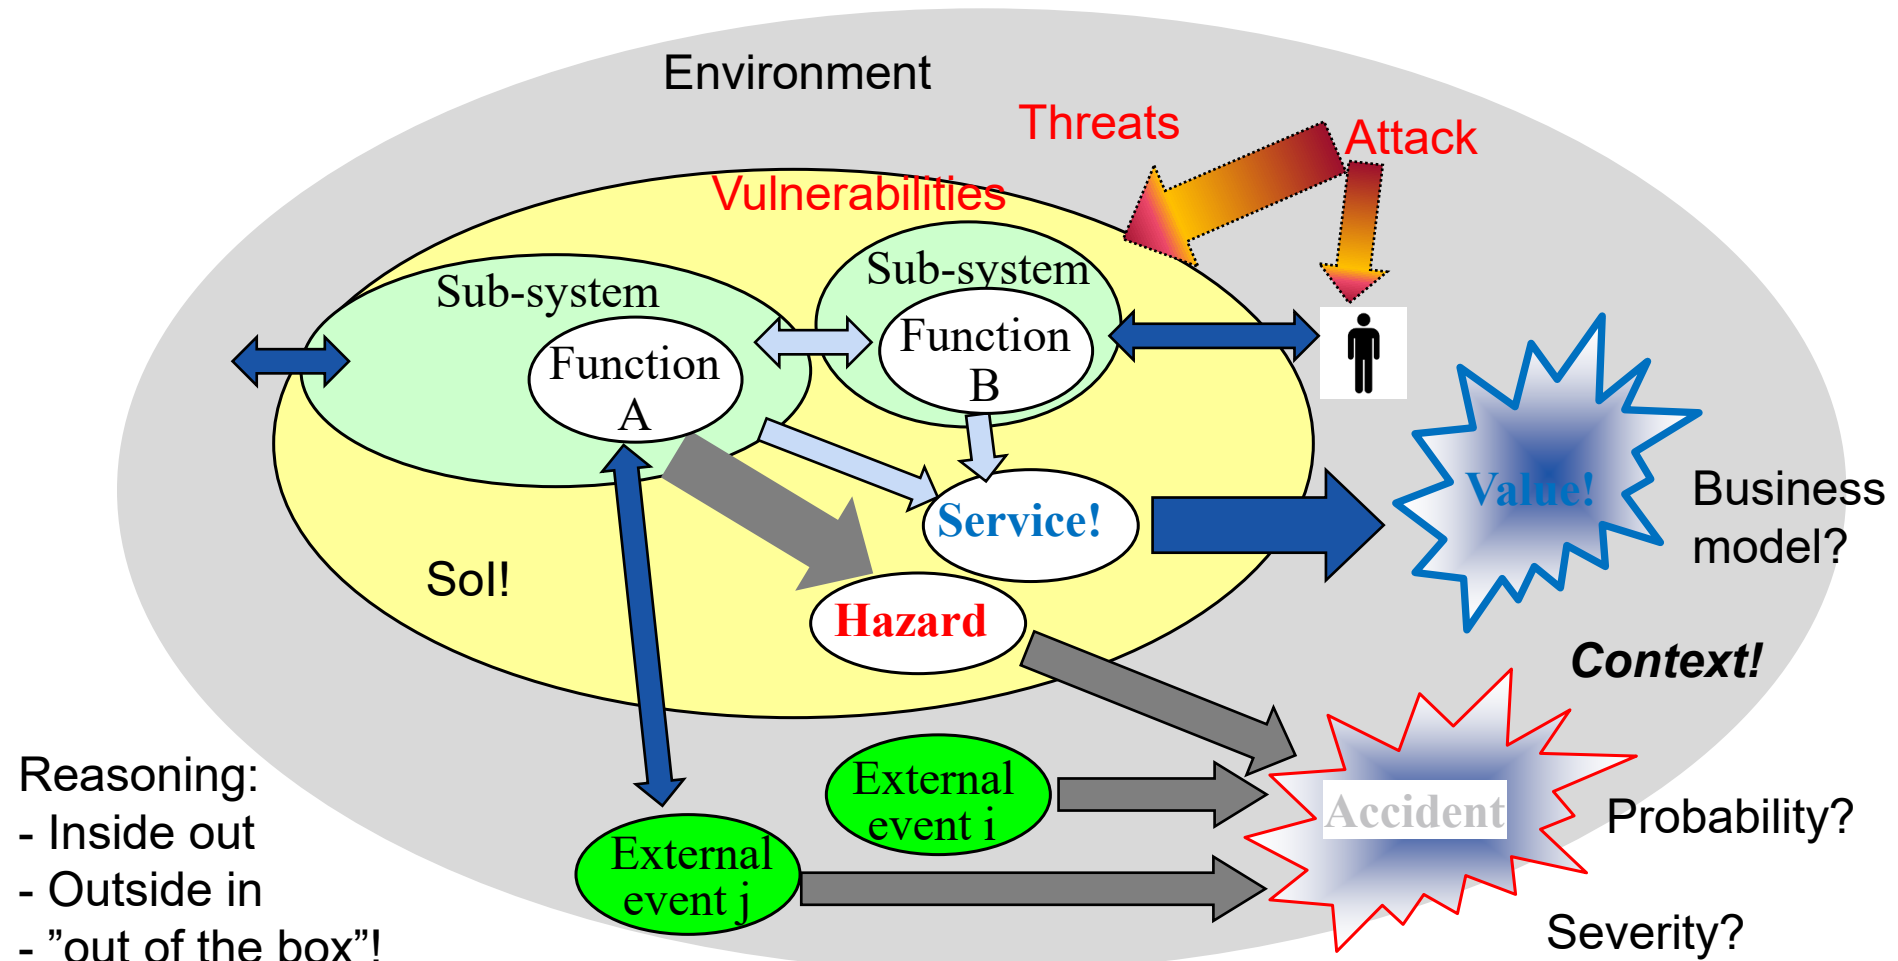 Environment
Threats
Attack
Vulnerabilities
Sub-system
Sub-system
Function
A
Function
B
Service!
Value!
Business
model?
SoI!
Hazard
Context!
Reasoning:
- Inside out
- Outside in
- ”out of the box”!
External
event i
External
event j
Accident
Probability?
Severity?